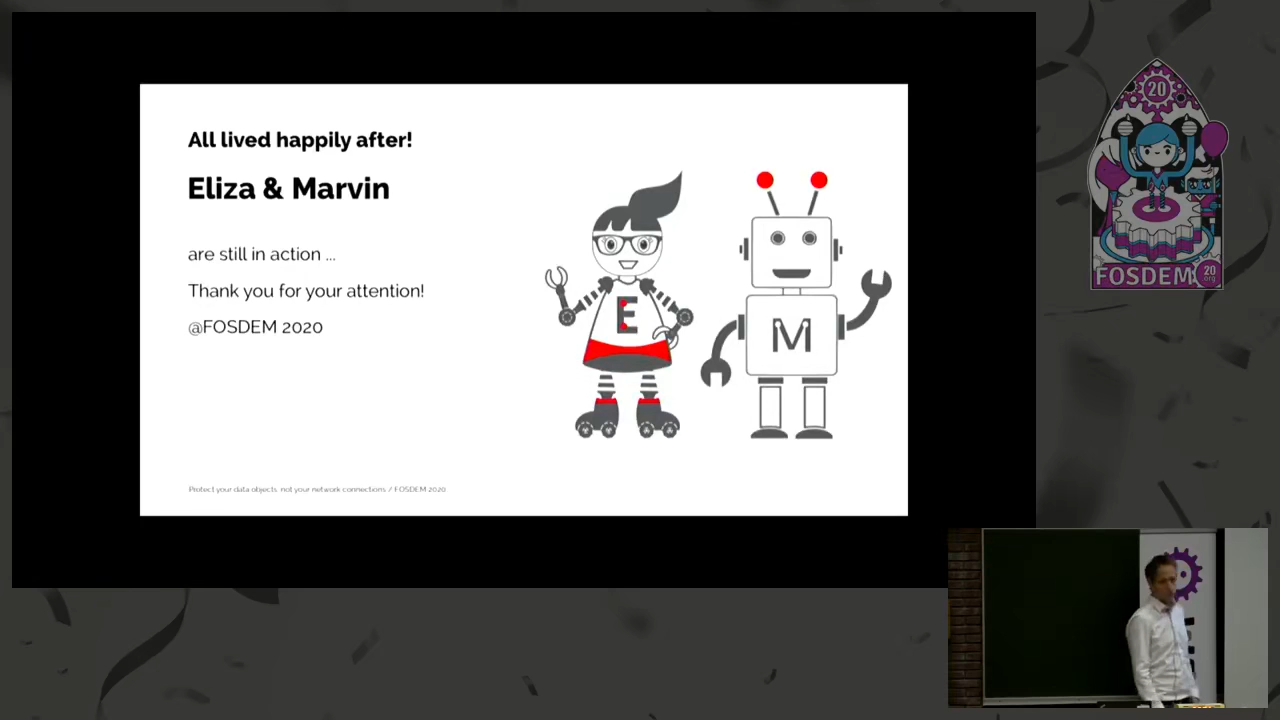 All lived happily after!
Eliza & Marvin
are still in action ...
Thank you for your attention!
@FOSDEM 2020
E
M
Protect your data objects, not your network connections / FOSDEM 2020
20
FOSDEM
20
.org